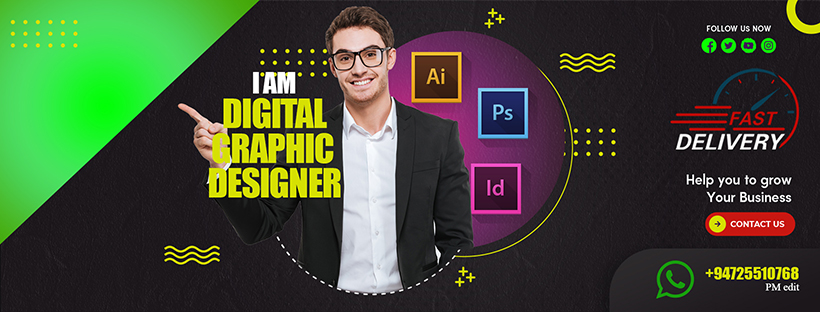 I AM
DIGITAL
GRAPHIC
DESIGNER
Ai
Ps
Id
FOLLOW US NOW
FAST
DELIVERY
Help you to grow
Your Business
CONTACT US
+94725510768
PM edit